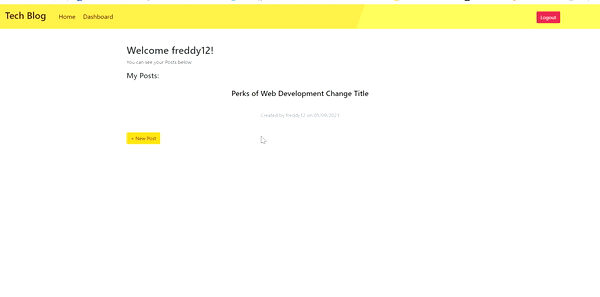 Tech Blog
Home
Dashboard
Logout
Welcome freddy12!
You can see your Posts below
My Posts:
Perks of Web Development Change Title
Created by freddy12 on 05/09/2021
+ New Post